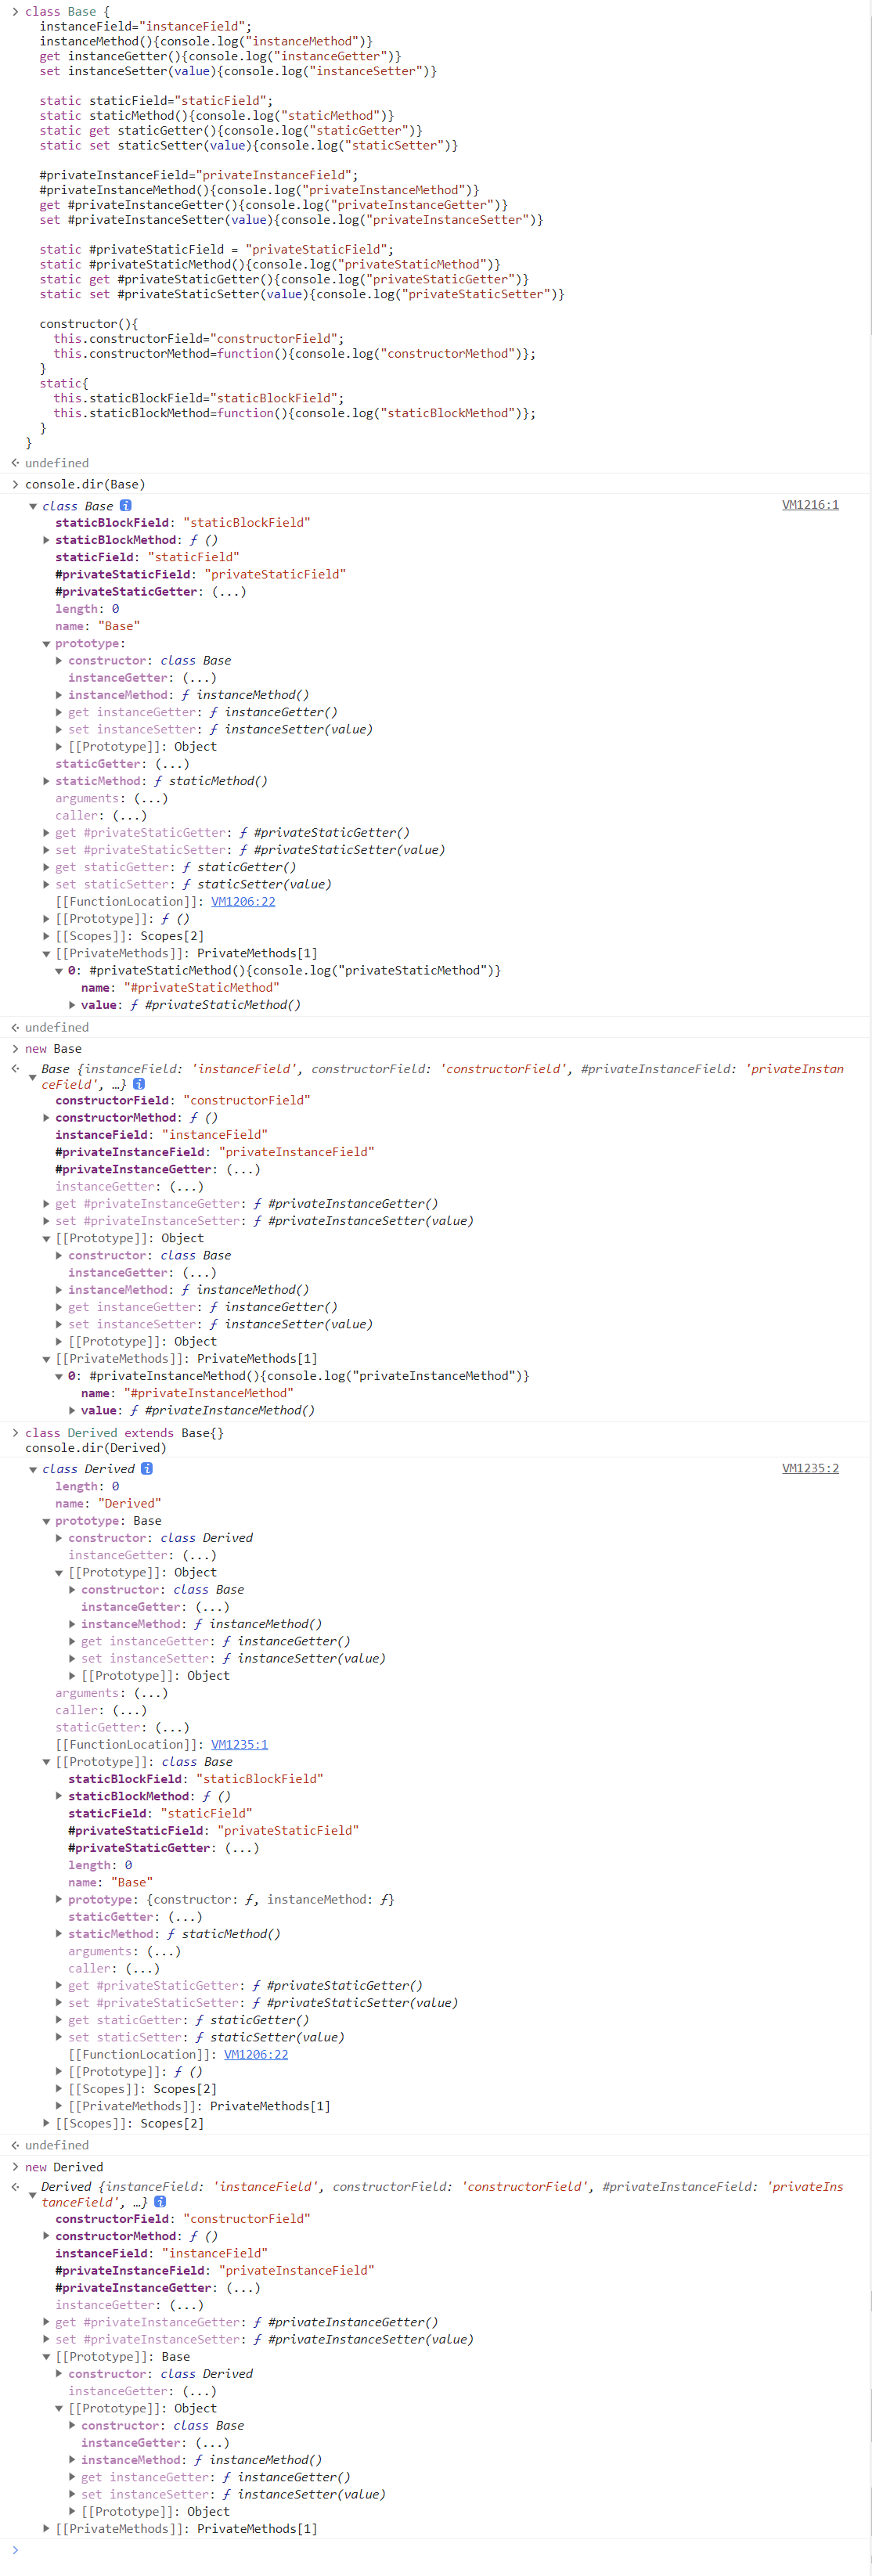 class Base {
instanceField="instanceField";
instanceMethod(){console.log("instanceMethod")}
get instanceGetter(){console.log("instanceGetter")}
set instanceSetter(value){console.log("instanceSetter")}
static staticField="staticField";
static staticMethod(){console.log("staticMethod")}
static get staticGetter(){console.log("staticGetter")}
static set staticSetter(value){console.log("staticSetter")}
#privateInstanceField="privateInstanceField";
#privateInstanceMethod(){console.log("privateInstanceMethod")}
get #privateInstanceGetter(){console.log("privateInstanceGetter")}
set #privateInstanceSetter(value){console.log("privateInstanceSetter")}
static #privateStaticField = "privateStaticField";
static #privateStaticMethod(){console.log("privateStaticMethod")}
static get #privateStaticGetter(){console.log("privateStaticGetter")}
static set #privateStaticSetter(value){console.log("privateStaticSetter")}
constructor(){
this.constructorField="constructorField";
this.constructorMethod=function(){console.log("constructorMethod")};
}
static{
this.staticBlockField="staticBlockField";
this.staticBlockMethod=function(){console.log("staticBlockMethod")};
}
}
undefined
console.dir(Base)
class Base i VM1216:1
staticBlockField: "staticBlockField"
staticBlockMethod: ƒ ()
staticField: "staticField"
#privateStaticField: "privateStaticField"
#privateStaticGetter: (...)
length: 0
name: "Base"
prototype:
constructor: class Base
instanceGetter: (...)
instanceMethod: ƒ instanceMethod()
get instanceGetter: ƒ instanceGetter()
set instanceSetter: ƒ instanceSetter(value)
[[Prototype]]: Object
staticGetter: (...)
staticMethod: ƒ staticMethod()
arguments: (...)
caller: (...)
get #privateStaticGetter: ƒ #privateStaticGetter()
set #privateStaticSetter: ƒ #privateStaticSetter(value)
get staticGetter: ƒ staticGetter()
set staticSetter: ƒ staticSetter(value)
[[FunctionLocation]]: VM1206:22
[[Prototype]]: ƒ ()
[[Scopes]]: Scopes[2]
[[PrivateMethods]]: PrivateMethods[1]
0: #privateStaticMethod(){console.log("privateStaticMethod")}
name: "#privateStaticMethod"
value: ƒ #privateStaticMethod()
undefined
new Base
Base {instanceField: 'instanceField', constructorField: 'constructorField', #privateInstanceField: 'privateInstan
ceField', …} i
constructorField: "constructorField"
constructorMethod: ƒ ()
instanceField: "instanceField"
#privateInstanceField: "privateInstanceField"
#privateInstanceGetter: (...)
instanceGetter: (...)
get #privateInstanceGetter: ƒ #privateInstanceGetter()
set #privateInstanceSetter: ƒ #privateInstanceSetter(value)
[[Prototype]]: Object
constructor: class Base
instanceGetter: (...)
instanceMethod: ƒ instanceMethod()
get instanceGetter: ƒ instanceGetter()
set instanceSetter: ƒ instanceSetter(value)
[[Prototype]]: Object
[[PrivateMethods]]: PrivateMethods[1]
0: #privateInstanceMethod(){console.log("privateInstanceMethod")}
name: "#privateInstanceMethod"
value: ƒ #privateInstanceMethod()
class Derived extends Base{}
console.dir(Derived)
class Derived i VM1235:2
length: 0
name: "Derived"
prototype: Base
constructor: class Derived
instanceGetter: (...)
[[Prototype]]: Object
constructor: class Base
instanceGetter: (...)
instanceMethod: ƒ instanceMethod()
get instanceGetter: ƒ instanceGetter()
set instanceSetter: ƒ instanceSetter(value)
[[Prototype]]: Object
arguments: (...)
caller: (...)
staticGetter: (...)
[[FunctionLocation]]: VM1235:1
[[Prototype]]: class Base
staticBlockField: "staticBlockField"
staticBlockMethod: ƒ ()
staticField: "staticField"
#privateStaticField: "privateStaticField"
#privateStaticGetter: (...)
length: 0
name: "Base"
prototype: {constructor: ƒ, instanceMethod: ƒ}
staticGetter: (...)
staticMethod: ƒ staticMethod()
arguments: (...)
caller: (...)
get #privateStaticGetter: ƒ #privateStaticGetter()
set #privateStaticSetter: ƒ #privateStaticSetter(value)
get staticGetter: ƒ staticGetter()
set staticSetter: ƒ staticSetter(value)
[[FunctionLocation]]: VM1206:22
[[Prototype]]: ƒ ()
[[Scopes]]: Scopes[2]
[[PrivateMethods]]: PrivateMethods[1]
[[Scopes]]: Scopes[2]
undefined
new Derived
Derived {instanceField: 'instanceField', constructorField: 'constructorField', #privateInstanceField: 'privateIns
tanceField', …} i
constructorField: "constructorField"
constructorMethod: ƒ ()
instanceField: "instanceField"
#privateInstanceField: "privateInstanceField"
#privateInstanceGetter: (...)
instanceGetter: (...)
get #privateInstanceGetter: ƒ #privateInstanceGetter()
set #privateInstanceSetter: ƒ #privateInstanceSetter(value)
[[Prototype]]: Base
constructor: class Derived
instanceGetter: (...)
[[Prototype]]: Object
constructor: class Base
instanceGetter: (...)
instanceMethod: ƒ instanceMethod()
get instanceGetter: ƒ instanceGetter()
set instanceSetter: ƒ instanceSetter(value)
[[Prototype]]: Object
[[PrivateMethods]]: PrivateMethods[1]